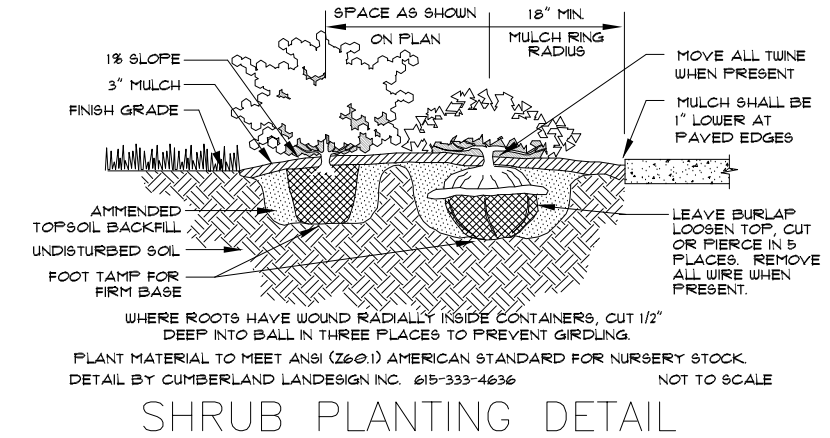 SPACE AS SHOWN
ON PLAN
18" MIN.
MULCH RING
RADIUS
1% SLOPE
3" MULCH
FINISH GRADE
MOVE ALL TWINE
WHEN PRESENT
MULCH SHALL BE
1" LOWER AT
PAVED EDGES
AMMENDED
TOPSOIL BACKFILL
UNDISTURBED SOIL
FOOT TAMP FOR
FIRM BASE
LEAVE BURLAP
LOOSEN TOP, CUT
OR PIERCE IN 5
PLACES. REMOVE
ALL WIRE WHEN
PRESENT.
WHERE ROOTS HAVE WOUND RADIALLY INSIDE CONTAINERS, CUT 1/2"
DEEP INTO BALL IN THREE PLACES TO PREVENT GIRDLING.
PLANT MATERIAL TO MEET ANSI (Z60.1) AMERICAN STANDARD FOR NURSERY STOCK.
DETAIL BY CUMBERLAND LANDESIGN INC. 615-333-4636
NOT TO SCALE
SHRUB PLANTING DETAIL